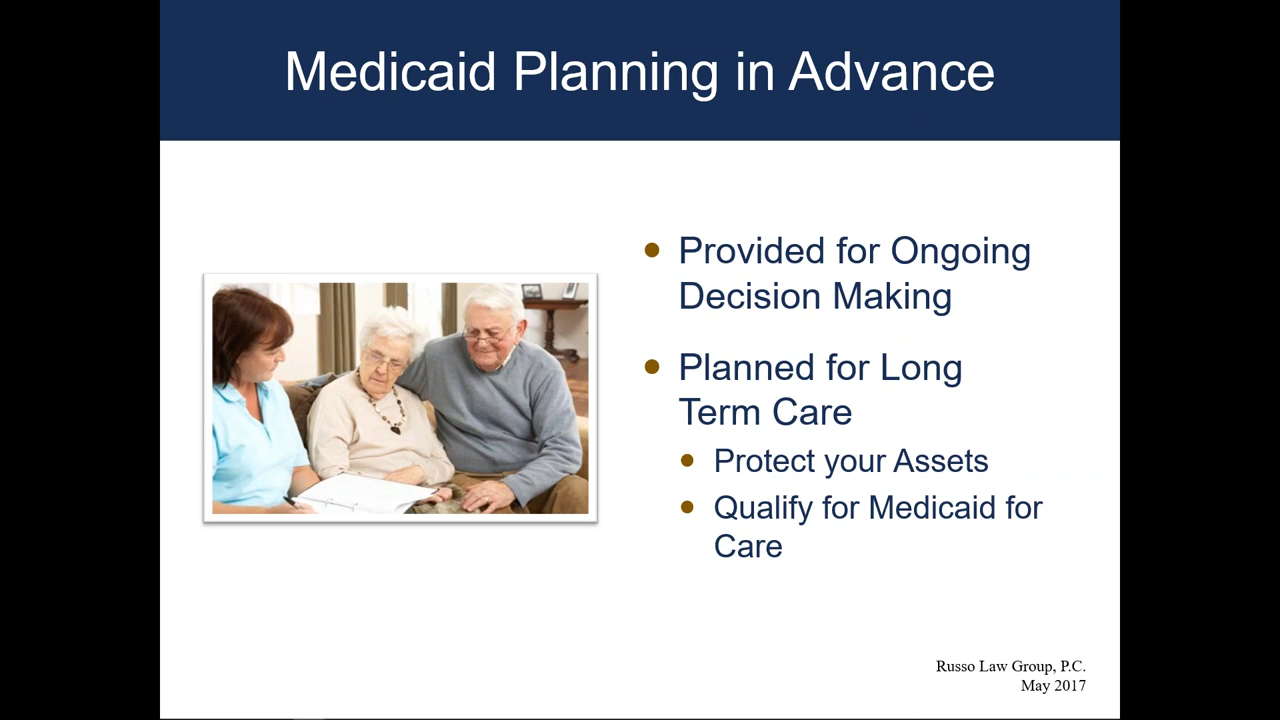 Medicaid Planning in Advance
• Provided for Ongoing
Decision Making
• Planned for Long
Term Care
• Protect your Assets
• Qualify for Medicaid for
Care
Russo Law Group, P.C.
May 2017